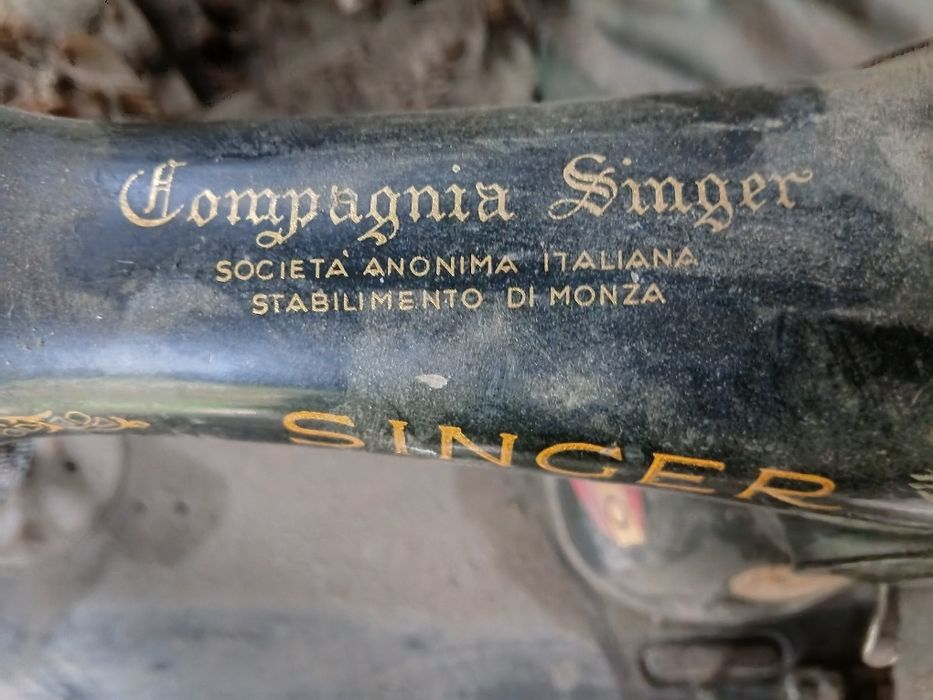 Compagnia Singer
SOCIETÀ ANONIMA ITALIANA
STABILIMENTO DI MONZA
SINGER